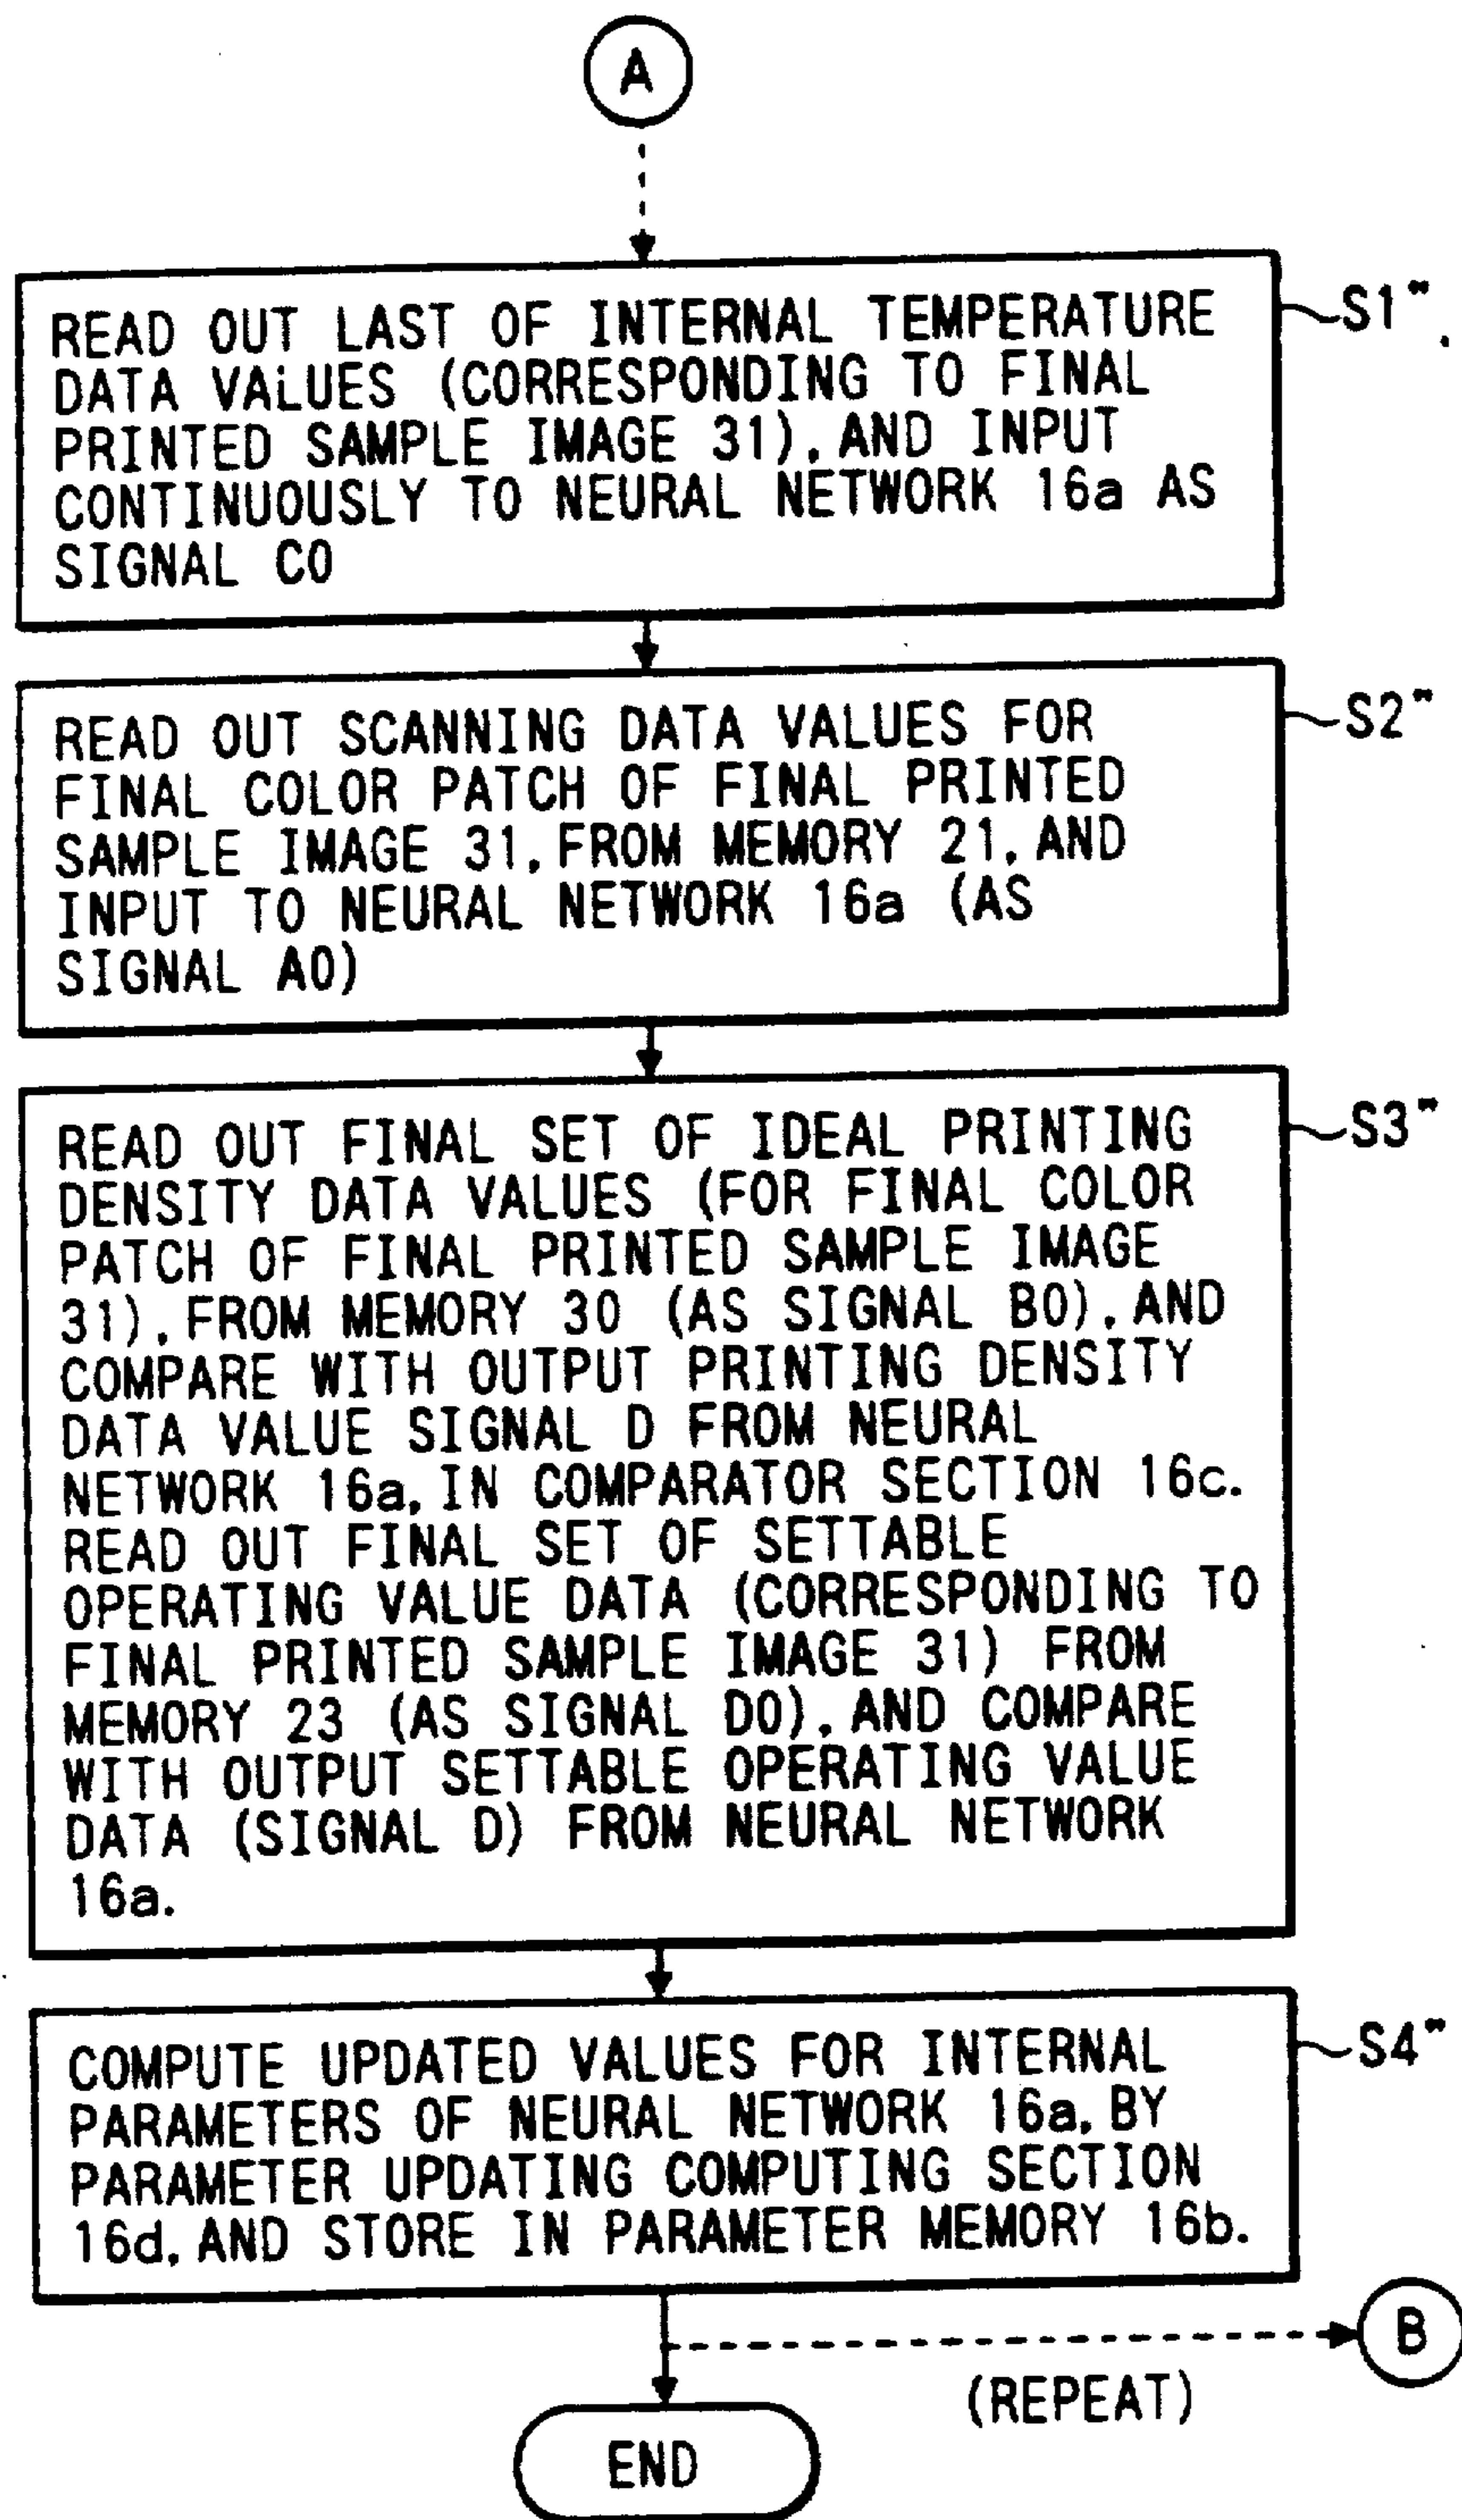 A
READ OUT LAST OF INTERNAL TEMPERATURE
DATA VALUES (CORRESPONDING TO FINAL
PRINTED SAMPLE IMAGE 31), AND INPUT
CONTINUOUSLY TO NEURAL NETWORK 16a AS
SIGNAL C0
S1"
READ OUT SCANNING DATA VALUES FOR
FINAL COLOR PATCH OF FINAL PRINTED
SAMPLE IMAGE 31, FROM MEMORY 21, AND
INPUT TO NEURAL NETWORK 16a (AS
SIGNAL A0)
S2"
READ OUT FINAL SET OF IDEAL PRINTING
DENSITY DATA VALUES (FOR FINAL COLOR
PATCH OF FINAL PRINTED SAMPLE IMAGE
31), FROM MEMORY 30 (AS SIGNAL B0), AND
COMPARE WITH OUTPUT PRINTING DENSITY
DATA VALUE SIGNAL D FROM NEURAL
NETWORK 16a, IN COMPARATOR SECTION 16c.
READ OUT FINAL SET OF SETTABLE
OPERATING VALUE DATA (CORRESPONDING TO
FINAL PRINTED SAMPLE IMAGE 31) FROM
MEMORY 23 (AS SIGNAL D0), AND COMPARE
WITH OUTPUT SETTABLE OPERATING VALUE
DATA (SIGNAL D) FROM NEURAL NETWORK
16a.
S3"
COMPUTE UPDATED VALUES FOR INTERNAL
PARAMETERS OF NEURAL NETWORK 16a, BY
PARAMETER UPDATING COMPUTING SECTION
16d, AND STORE IN PARAMETER MEMORY 16b.
S4"
B
(REPEAT)
END